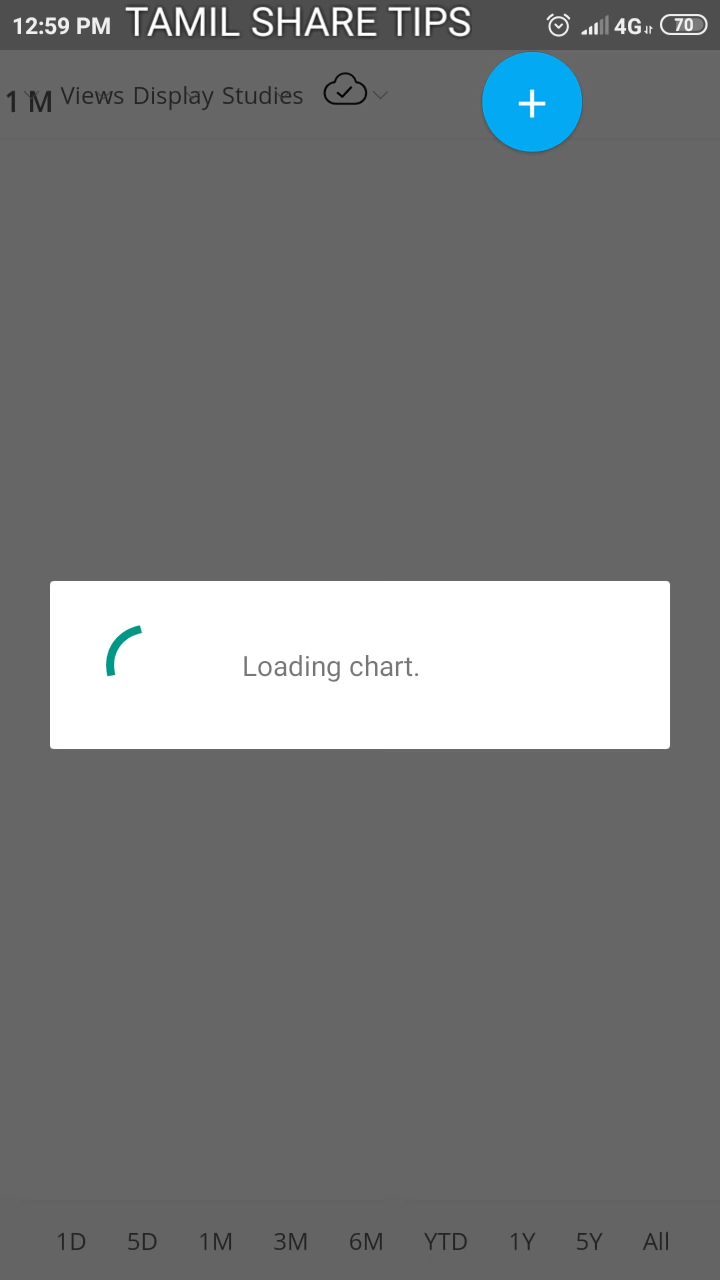 12:59 PM TAMIL SHARE TIPS 4G 70
1 M Views Display Studies
Loading chart.
1D 5D 1M 3M 6M YTD 1Y 5Y All